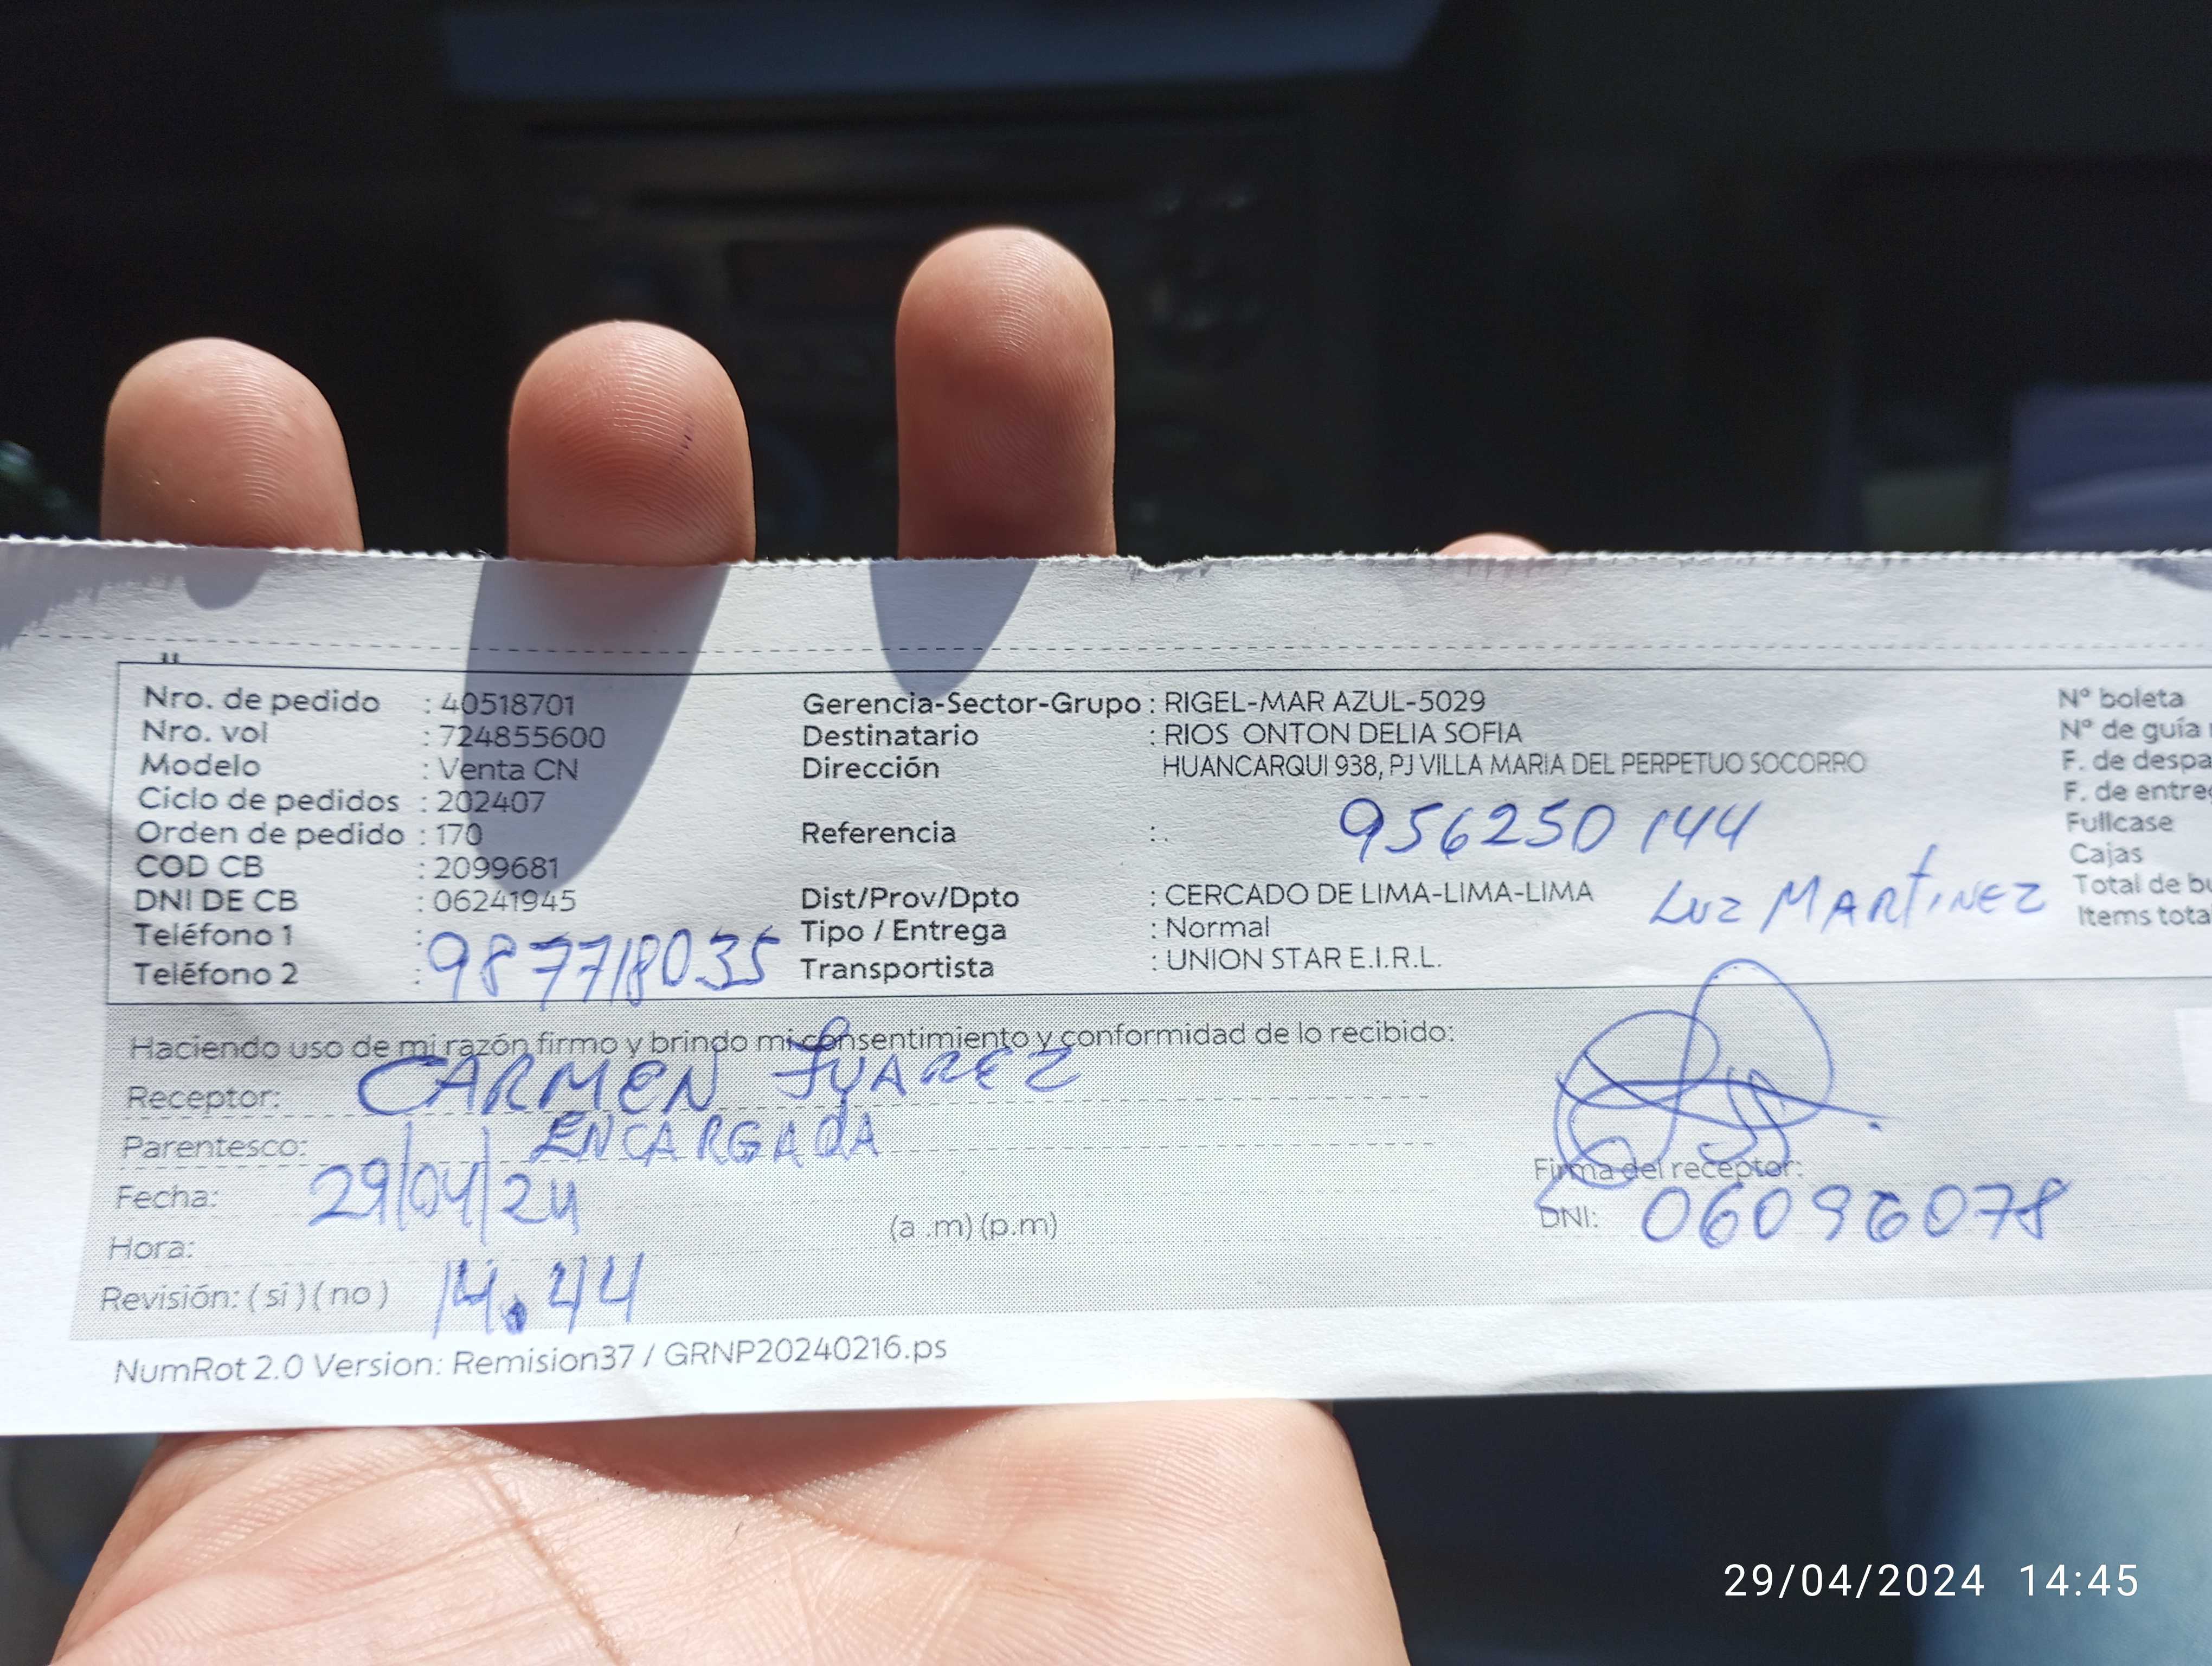 Nro. de pedido : 40518701
Nro. vol : 724855600
Modelo : Venta CN
Ciclo de pedidos : 202407
Orden de pedido : 170
COD CB : 2099681
DNI DE CB : 06241945
Teléfono 1 :
Teléfono 2 : 987718035
Gerencia-Sector-Grupo : RIGEL-MAR AZUL-5029
Destinatario : RIOS ONTON DELIA SOFIA
Dirección HUANCARQUI 938, PJ VILLA MARIA DEL PERPETUO SOCORRO
Referencia : . 956250144
Dist/Prov/Dpto : CERCADO DE LIMA-LIMA-LIMA
LUZ MARTINEZ
Tipo / Entrega : Normal
Transportista : UNION STAR E.I.R.L.
Nº boleta
Nº de guía
F. de despa
F. de entre
Fullcase
Cajas
Total de bu
Items tota
Haciendo uso de mi razón firmo y brindo mi consentimiento y conformidad de lo recibido:
Receptor: CARMEN JUAREZ
Parentesco: ENCARGADA
Fecha: 29/04/24
Hora: 14.44 (a .m) (p.m)
Revisión: ( si ) ( no )
Firma del receptor:
DNI: 06096078
NumRot 2.0 Version: Remision37 / GRNP20240216.ps
29/04/2024 14:45